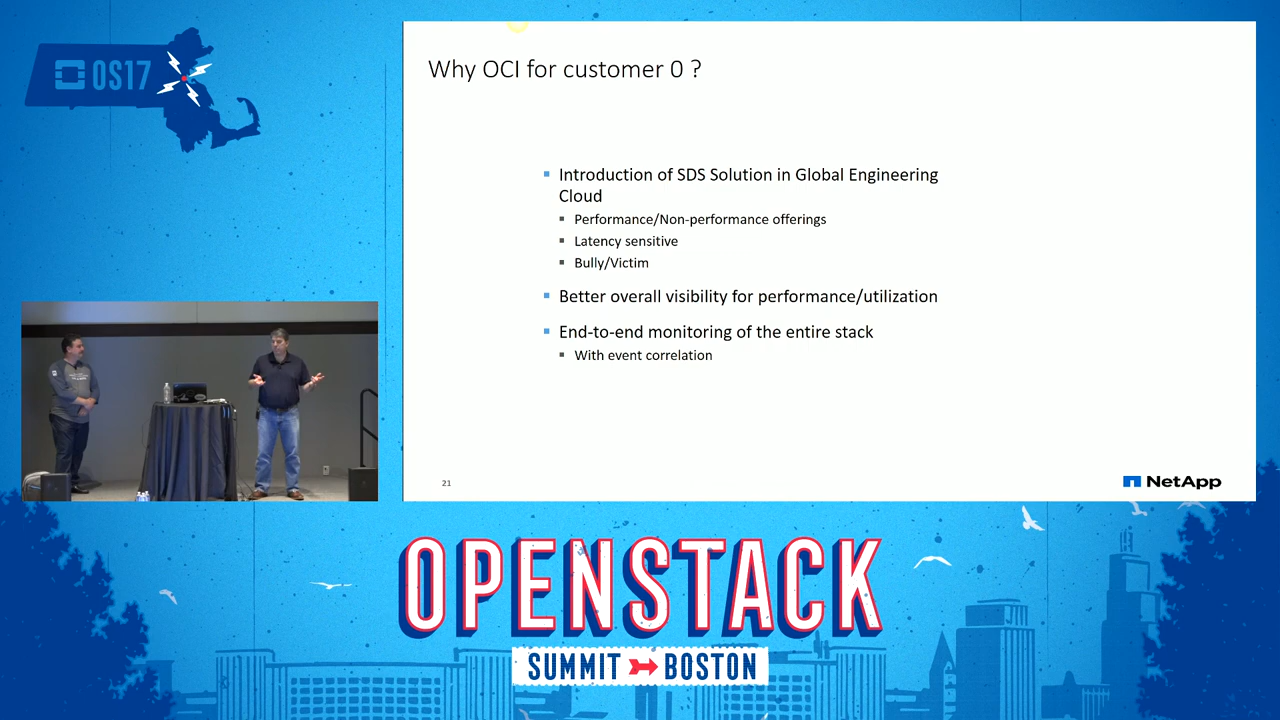 OS17
Why OCI for customer 0 ?
Introduction of SDS Solution in Global Engineering
Cloud
Performance/Non-performance offerings
Latency sensitive
Bully/Victim
Better overall visibility for performance/utilization
End-to-end monitoring of the entire stack
With event correlation
21
NetApp
OPENSTACK
SUMMIT BOSTON